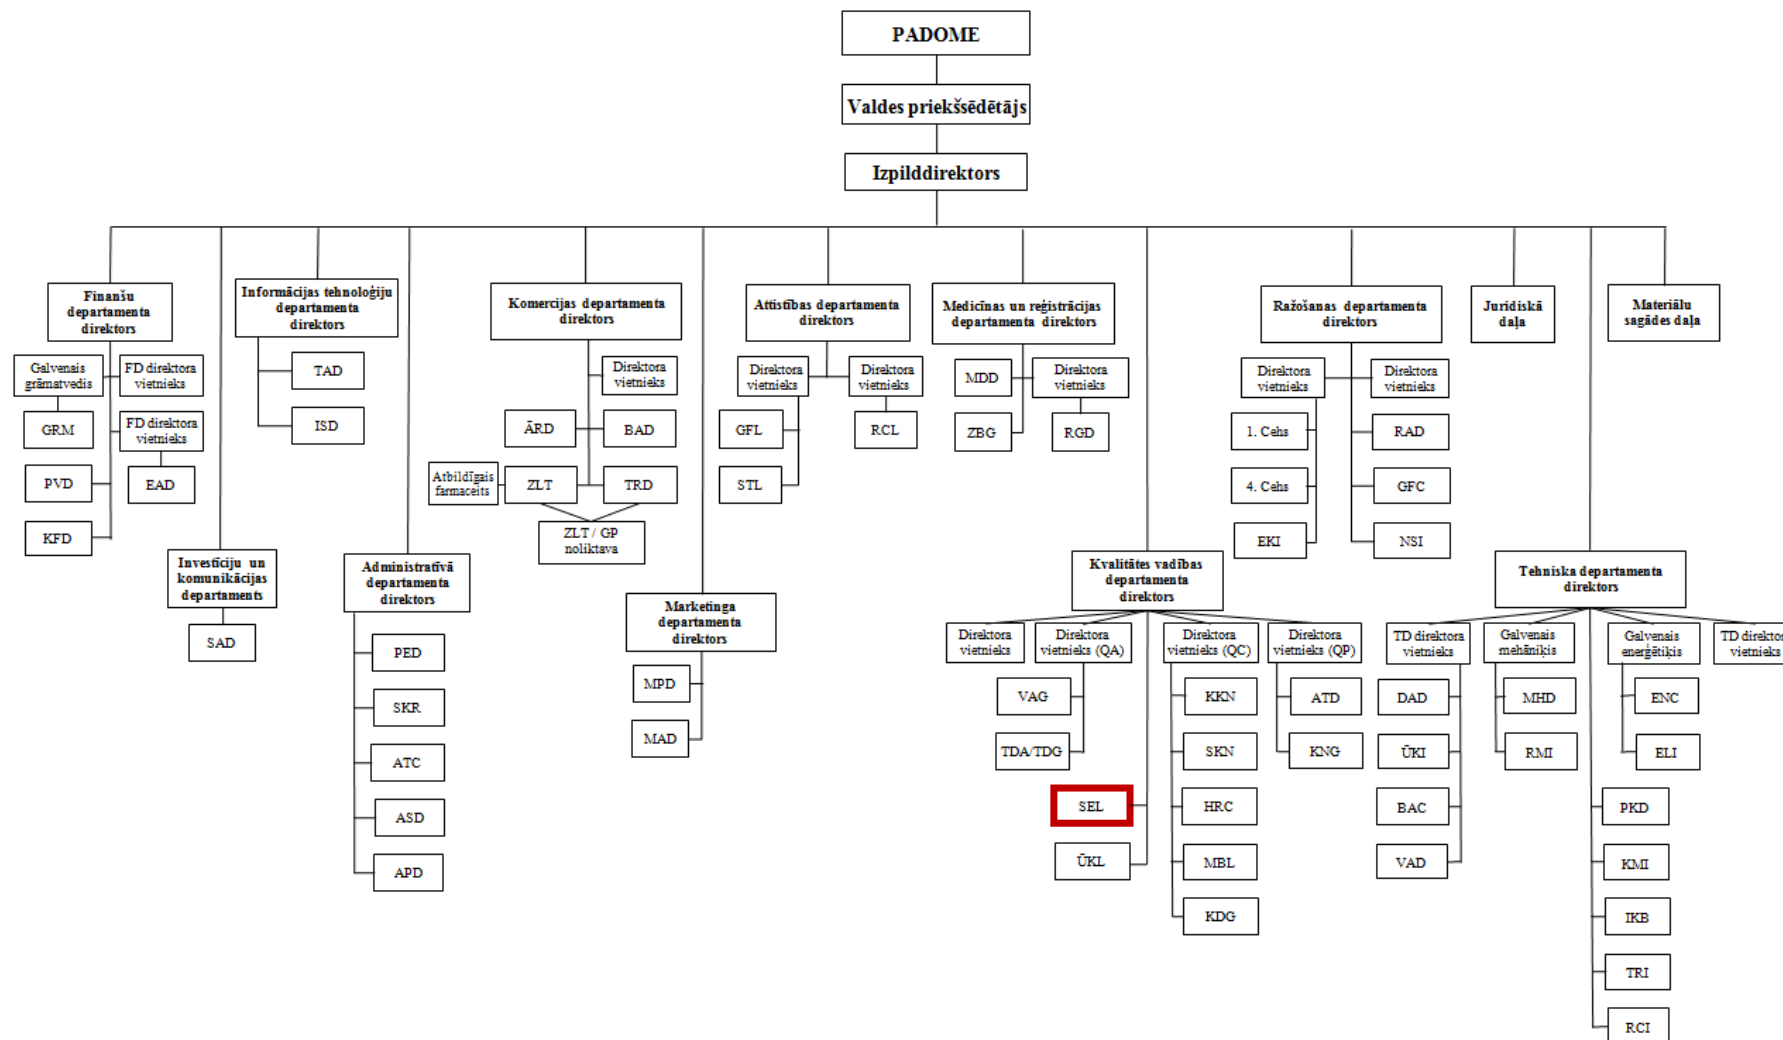 PADOME
Valdes priekšsēdētājs
Izpilddirektors
Finanšu
departamenta
direktors
Informācijas tehnoloģiju
departamenta
direktors
Komercijas departamenta
direktors
Attīstības departamenta
direktors
Medicīnas un reģistrācijas
departamenta direktors
Ražošanas departamenta
direktors
Juridiskā
daļa
Materiālu
sagādes daļa
Galvenais
grāmatvedis
FD direktora
vietnieks
GRM
FD direktora
vietnieks
PVD
EAD
KFD
TAD
ISD
Direktora
vietnieks
ĀRD
BAD
Atbildīgais
farmaceits
ZLT
TRD
ZLT / GP
noliktava
Direktora
vietnieks
Direktora
vietnieks
GFL
RCL
STL
MDD
Direktora
vietnieks
ZBG
RGD
Direktora
vietnieks
Direktora
vietnieks
1. Cehs
RAD
4. Cehs
GFC
EKI
NSI
Investīciju un
komunikācijas
departaments
SAD
Administratīvā
departamenta
direktors
PED
SKR
ATC
ASD
APD
Marketinga
departamenta
direktors
MPD
MAD
Kvalitātes vadības
departamenta
direktors
Direktora
vietnieks
Direktora
vietnieks (QA)
Direktora
vietnieks (QC)
Direktora
vietnieks (QP)
VAG
TDA/TDG
SEL
ŪKL
KKN
SKN
HRC
MBL
KDG
ATD
KNG
Tehniska departamenta
direktors
TD direktora
vietnieks
Galvenais
mehāniķis
Galvenais
enerģētiķis
TD direktor
vietnieks
DAD
ŪKI
BAC
VAD
MHD
RMI
ENC
ELI
PKD
KMI
IKB
TRI
RCI